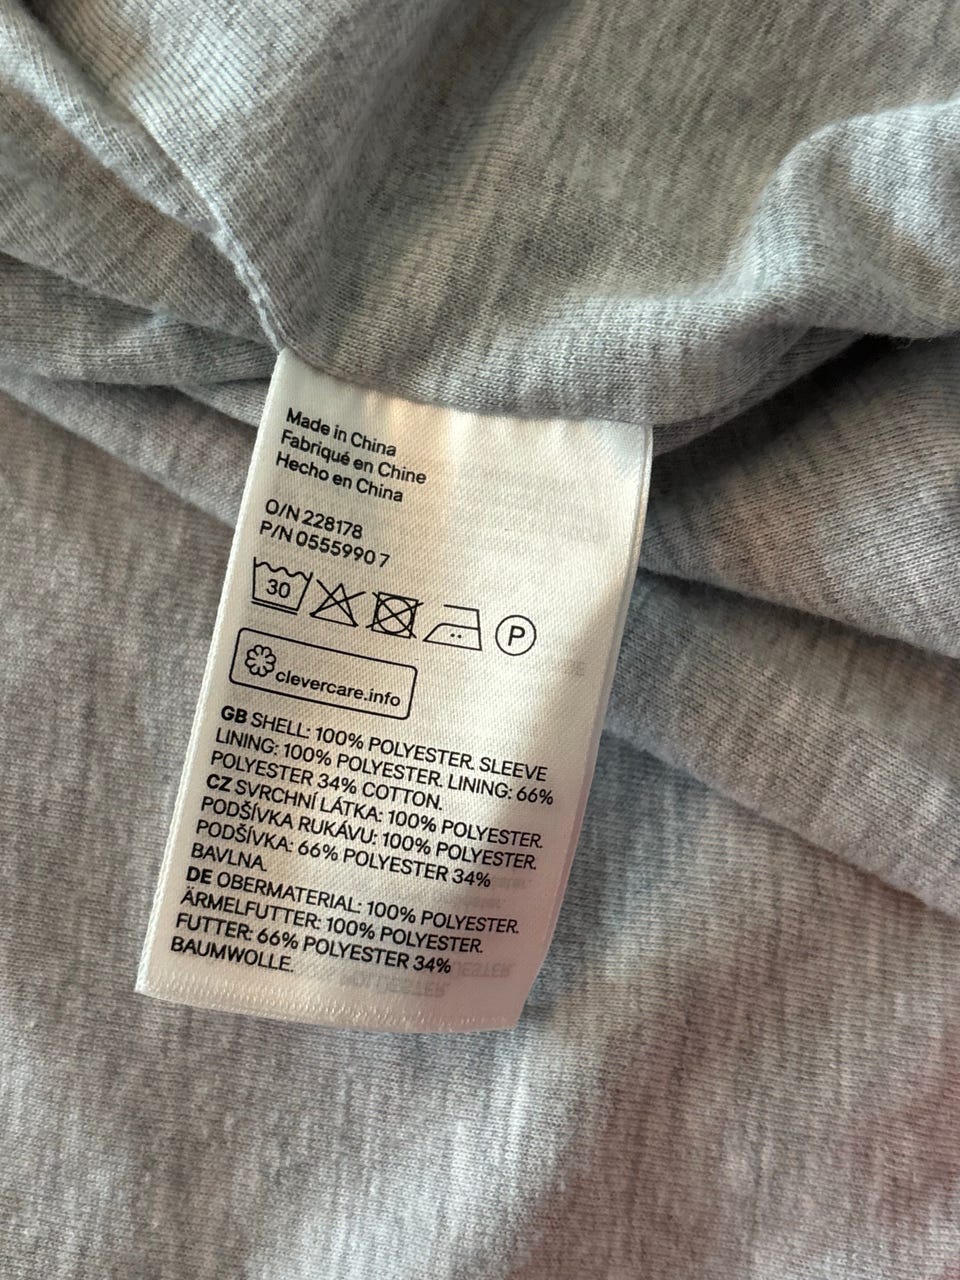 Made in China
Fabriqué en Chine
Hecho en China
O/N 228178
P/N 0555990 7
30
P
clevercare.info
GB SHELL: 100% POLYESTER. SLEEVE
LINING: 100% POLYESTER. LINING: 66%
POLYESTER 34% COTTON.
CZ SVRCHNÍ LÁTKA: 100% POLYESTER.
PODŠÍVKA RUKÁVU: 100% POLYESTER.
PODŠÍVKA: 66% POLYESTER 34%
BAVLNA.
DE OBERMATERIAL: 100% POLYESTER.
ÄRMELFUTTER: 100% POLYESTER.
FUTTER: 66% POLYESTER 34%
BAUMWOLLE.